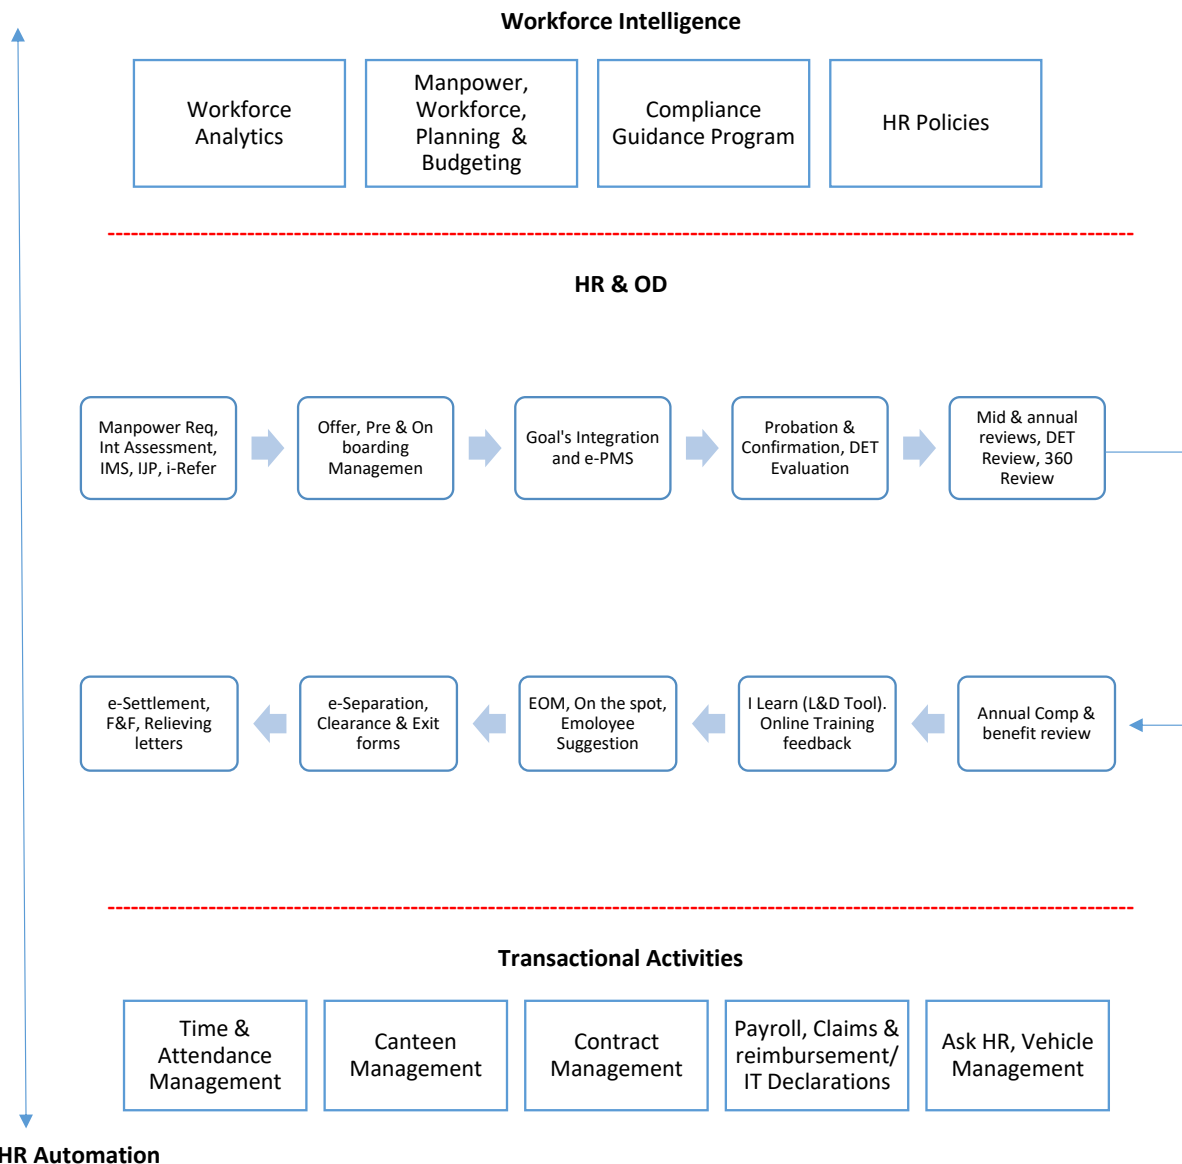 Workforce Intelligence
Workforce
Analytics
Manpower,
Workforce,
Planning &
Budgeting
Compliance
Guidance Program
HR Policies
HR & OD
Manpower Req,
Int Assessment,
IMS, IJP, i-Refer
Offer, Pre & On
boarding
Managemen
Goal's Integration
and e-PMS
Probation &
Confirmation, DET
Evaluation
Mid & annual
reviews, DET
Review, 360
Review
e-Settlement,
F&F, Relieving
letters
e-Separation,
Clearance & Exit
forms
EOM, On the spot,
Emoloyee
Suggestion
I Learn (L&D Tool).
Online Training
feedback
Annual Comp &
benefit review
Transactional Activities
Time &
Attendance
Management
Canteen
Management
Contract
Management
Payroll, Claims &
reimbursement/
IT Declarations
Ask HR, Vehicle
Management
HR Automation